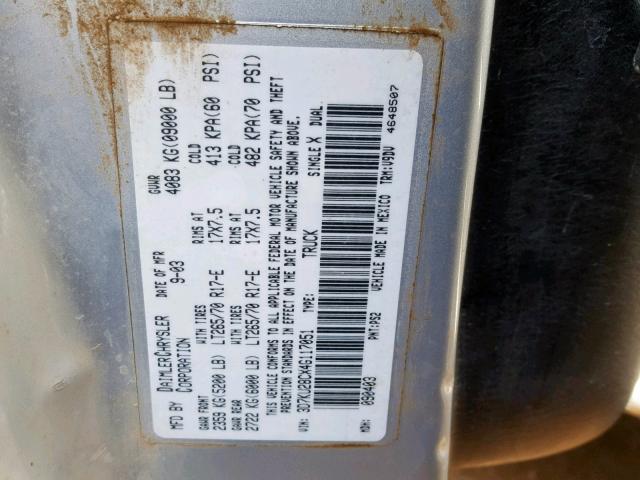 MFD BY DAIMLERCHRYSLER CORPORATION DATE OF MFR 9-03 GVWR 4083 KG(09000 LB)
GAWR FRONT WITH TIRES RIMS AT COLD
2359 KG(5200 LB) LT265/70 R17-E 17X7.5 413 KPA(60 PSI)
GAWR REAR WITH TIRES RIMS AT COLD
2722 KG(6000 LB) LT265/70 R17-E 17X7.5 482 KPA(70 PSI)
THIS VEHICLE CONFORMS TO ALL APPLICABLE FEDERAL MOTOR VEHICLE SAFETY AND THEFT
PREVENTION STANDARDS IN EFFECT ON THE DATE OF MANUFACTURE SHOWN ABOVE.
VIN: 3D7KU28CX4G117051 TYPE: TRUCK SINGLE X DUAL
MDH: 090403 PNT:PS2 VEHICLE MADE IN MEXICO TRM:V9DV
4648507